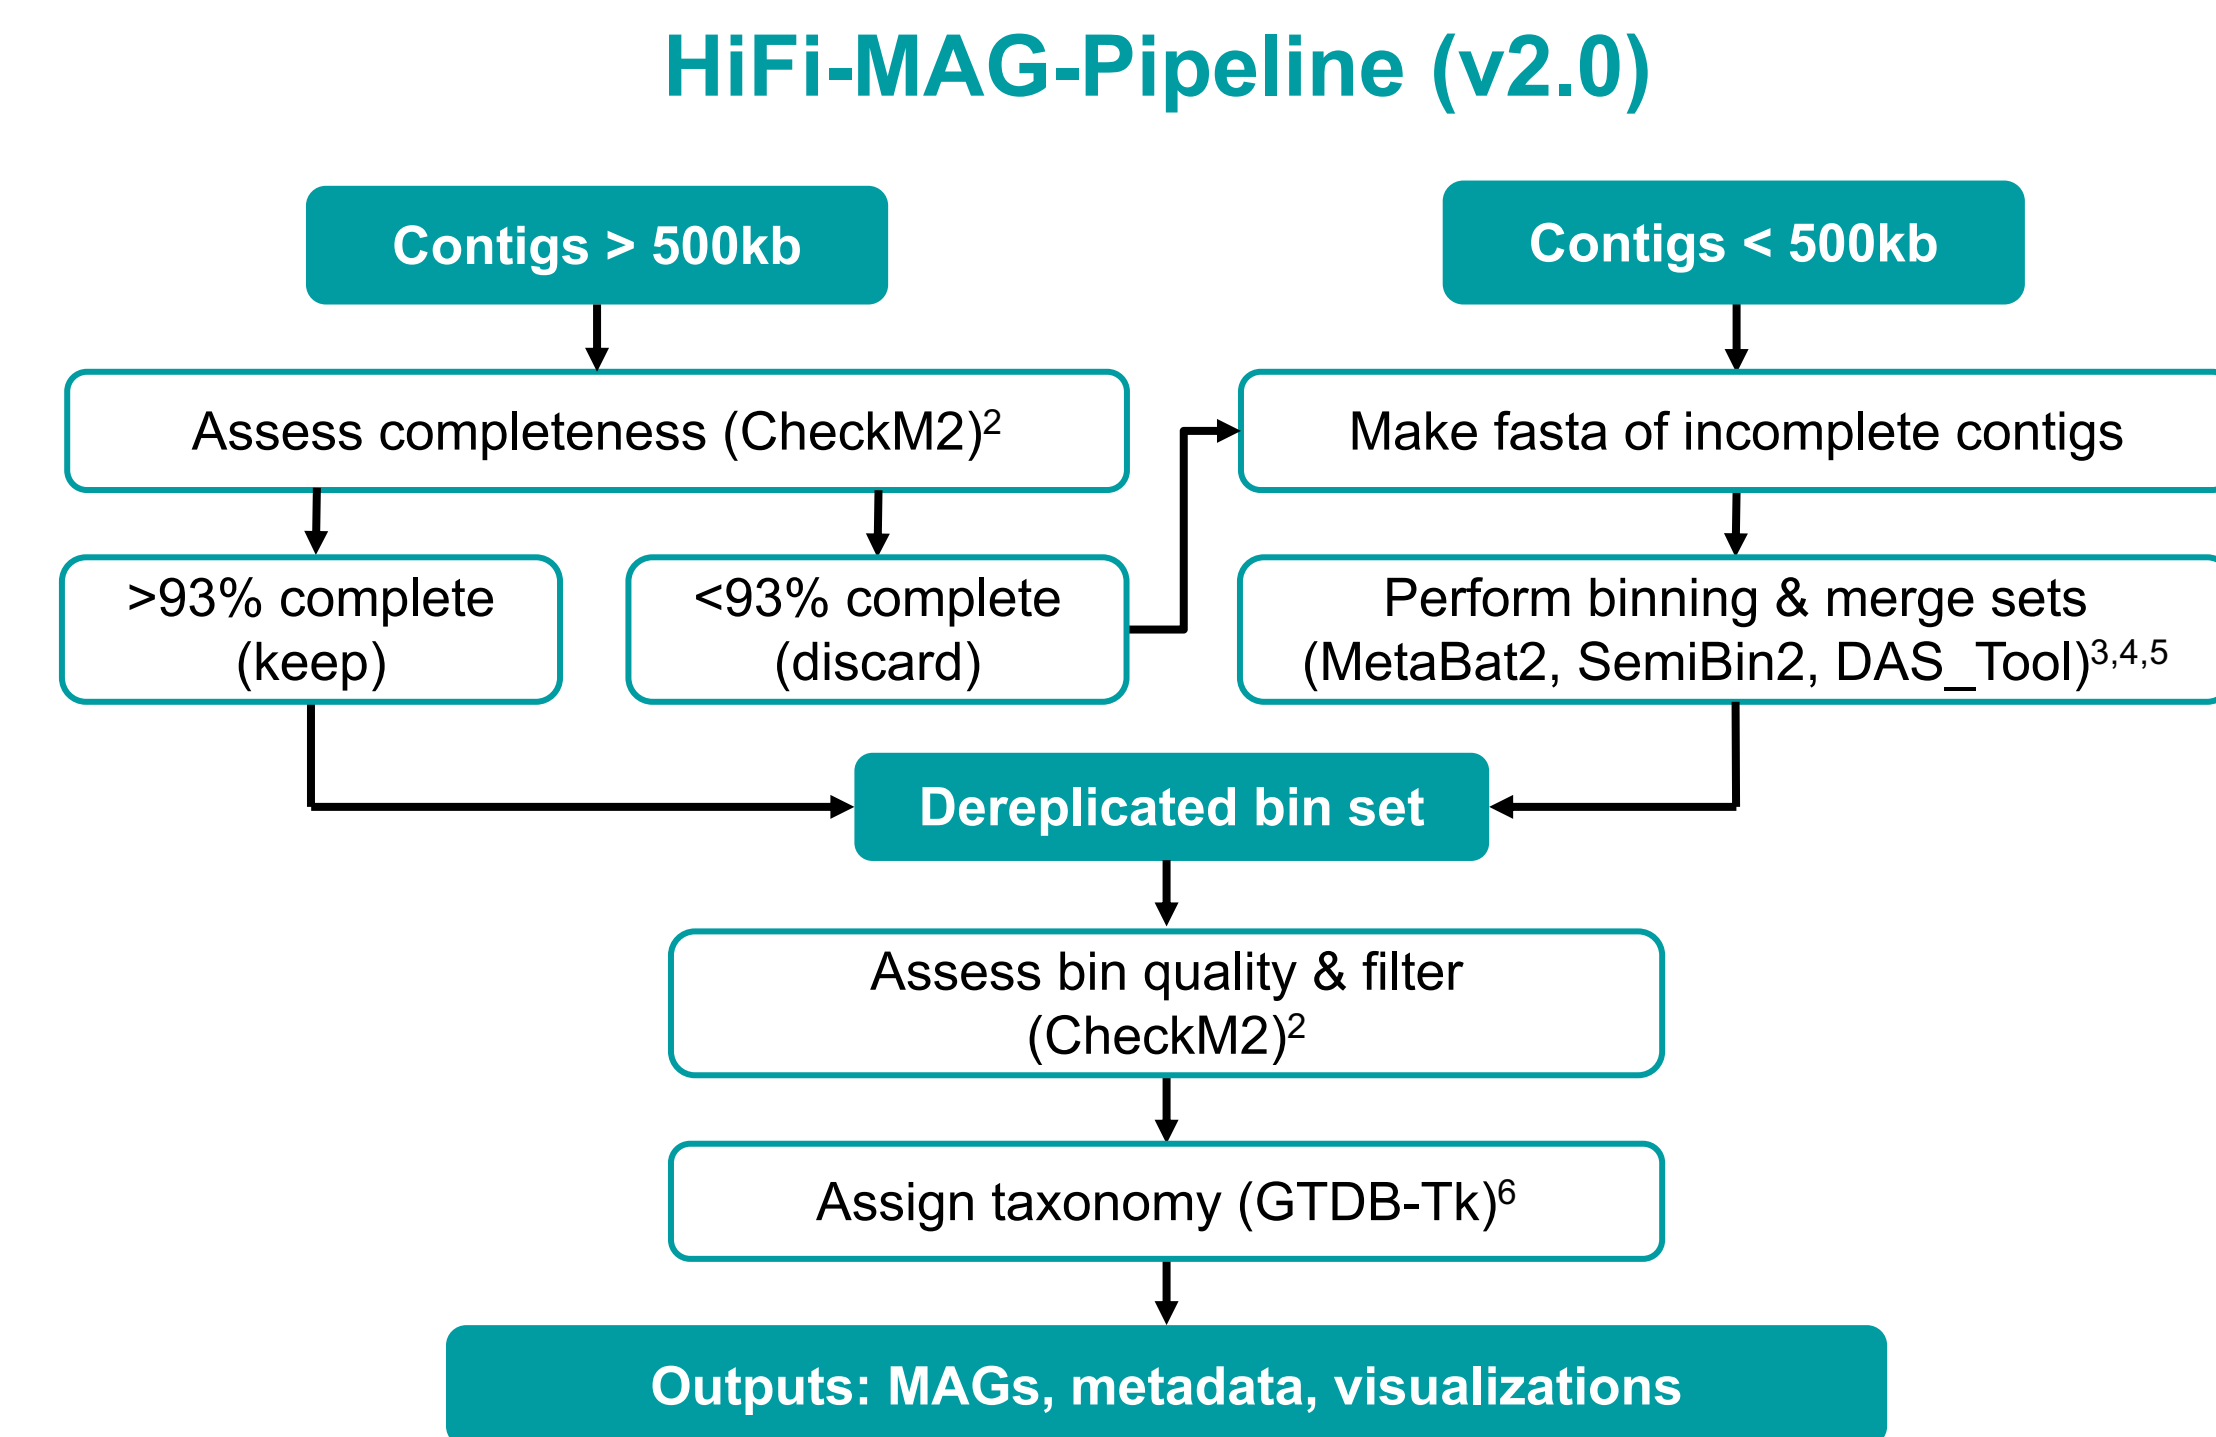 HiFi-MAG-Pipeline (v2.0)
Contigs > 500kb
Contigs < 500kb
Assess completeness (CheckM2)²
Make fasta of incomplete contigs
>93% complete
(keep)
<93% complete
(discard)
Perform binning & merge sets
(MetaBat2, SemiBin2, DAS_Tool)³,⁴,⁵
Dereplicated bin set
Assess bin quality & filter
(CheckM2)²
Assign taxonomy (GTDB-Tk)⁶
Outputs: MAGs, metadata, visualizations